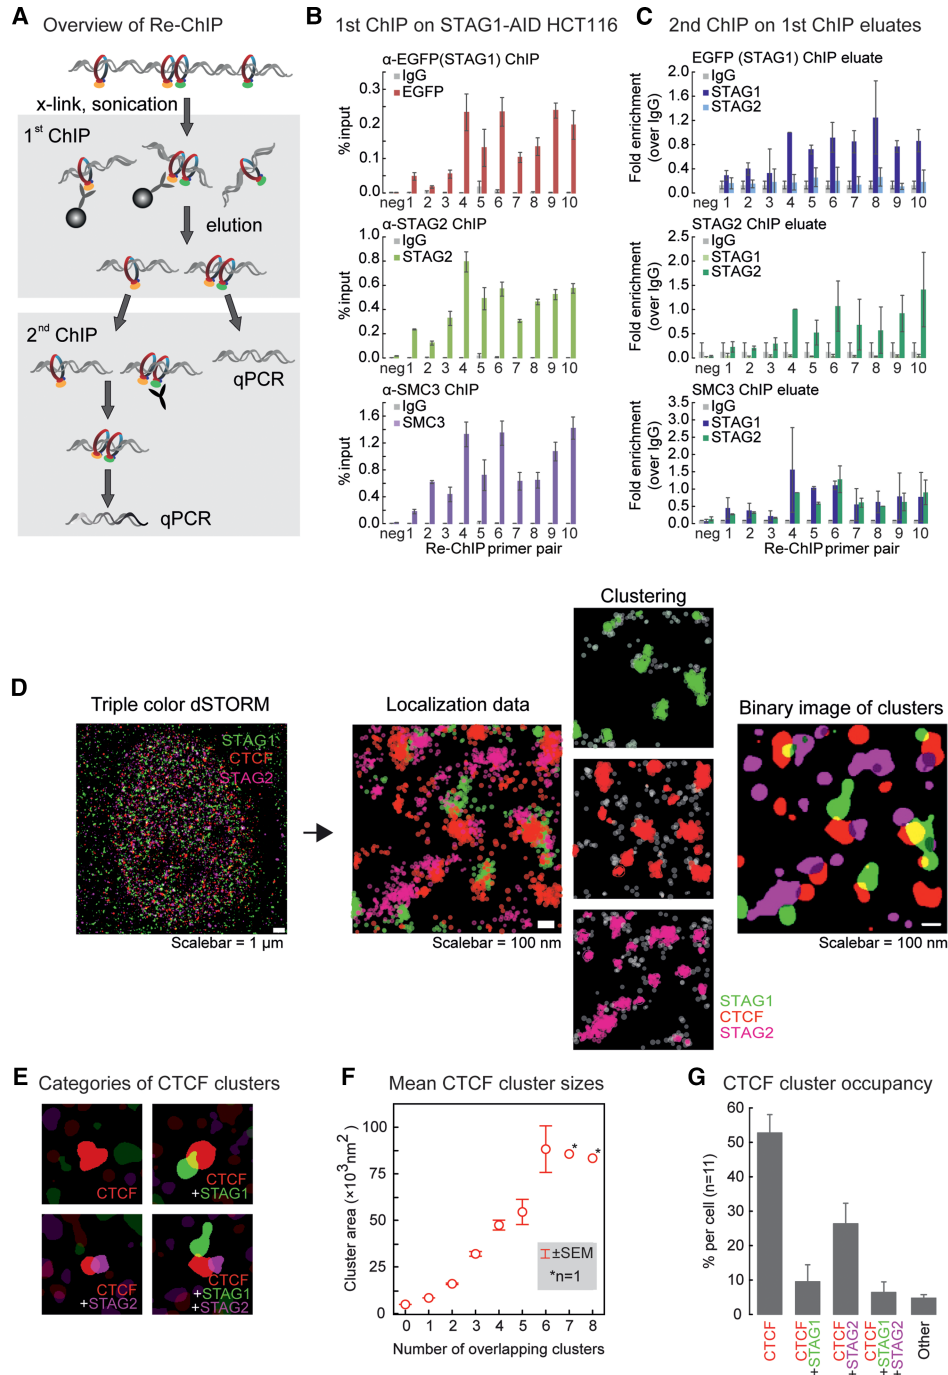 A Overview of Re-ChIP
x-link, sonication
1st ChIP
elution
2nd ChIP
qPCR
qPCR
B 1st ChIP on STAG1-AID HCT116
α-EGFP(STAG1) ChIP
IgG
EGFP
% input
0.3
0.2
0.1
0.0
neg 1 2 3 4 5 6 7 8 9 10
α-STAG2 ChIP
IgG
STAG2
% input
1.0
0.8
0.6
0.4
0.2
0.0
neg 1 2 3 4 5 6 7 8 9 10
α-SMC3 ChIP
IgG
SMC3
% input
1.6
1.2
0.8
0.4
0.0
neg 1 2 3 4 5 6 7 8 9 10
Re-ChIP primer pair
C 2nd ChIP on 1st ChIP eluates
EGFP (STAG1) ChIP eluate
IgG
STAG1
STAG2
Fold enrichment
(over IgG)
2.0
1.6
1.2
0.8
0.4
0.0
neg 1 2 3 4 5 6 7 8 9 10
STAG2 ChIP eluate
IgG
STAG1
STAG2
Fold enrichment
(over IgG)
2.5
2.0
1.5
1.0
0.5
0.0
neg 1 2 3 4 5 6 7 8 9 10
SMC3 ChIP eluate
IgG
STAG1
STAG2
Fold enrichment
(over IgG)
3.5
3.0
2.5
2.0
1.5
1.0
0.5
0.0
neg 1 2 3 4 5 6 7 8 9 10
Re-ChIP primer pair
D
Triple color dSTORM
STAG1
CTCF
STAG2
Scalebar = 1 µm
Localization data
Scalebar = 100 nm
Clustering
STAG1
CTCF
STAG2
Binary image of clusters
Scalebar = 100 nm
E Categories of CTCF clusters
CTCF
CTCF
+STAG1
CTCF
+STAG2
CTCF
+STAG1
+STAG2
F Mean CTCF cluster sizes
Cluster area (×10³nm²)
100
75
50
25
0
*
*
±SEM
*n=1
0 1 2 3 4 5 6 7 8
Number of overlapping clusters
G CTCF cluster occupancy
% per cell (n=11)
60
50
40
30
20
10
0
CTCF
CTCF
+STAG1
CTCF
+STAG2
CTCF
+STAG1
+STAG2
Other